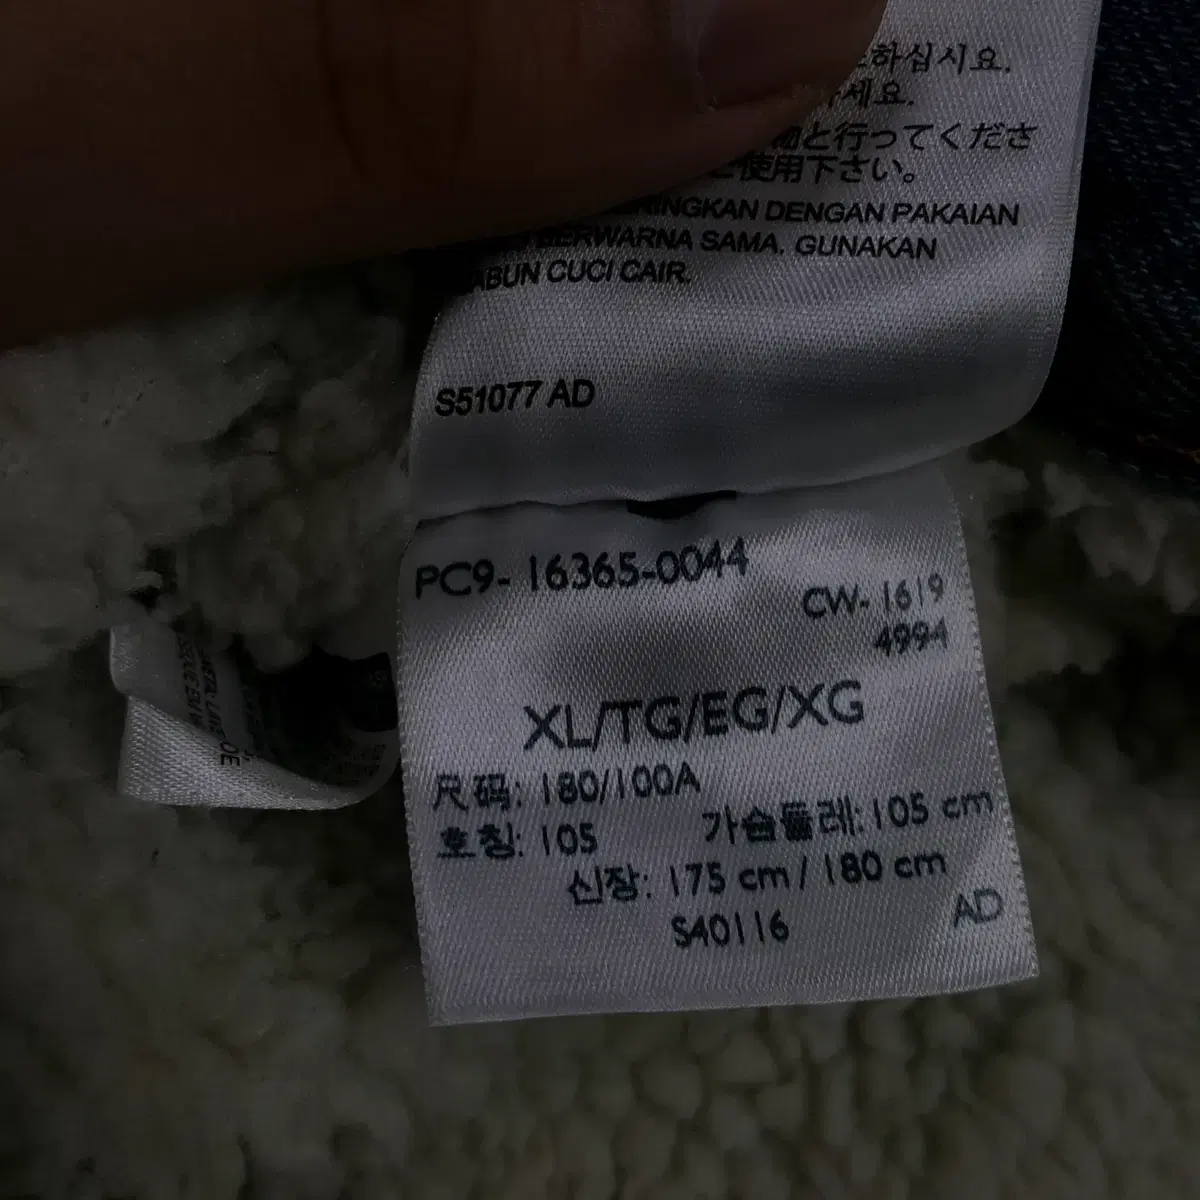 하십시요.
세요.
と行ってくださ
ご使用下さい。
DENGAN PAKAIAN
BERWARNA SAMA. GUNAKAN
CUCI CAIR.
S51077 AD
PC9-16365-0044
CW-1619
4994
XL/TG/EG/XG
尺码: 180/100A
호칭: 105 가슴둘레: 105 cm
신장: 175 cm / 180 cm
S40116 AD